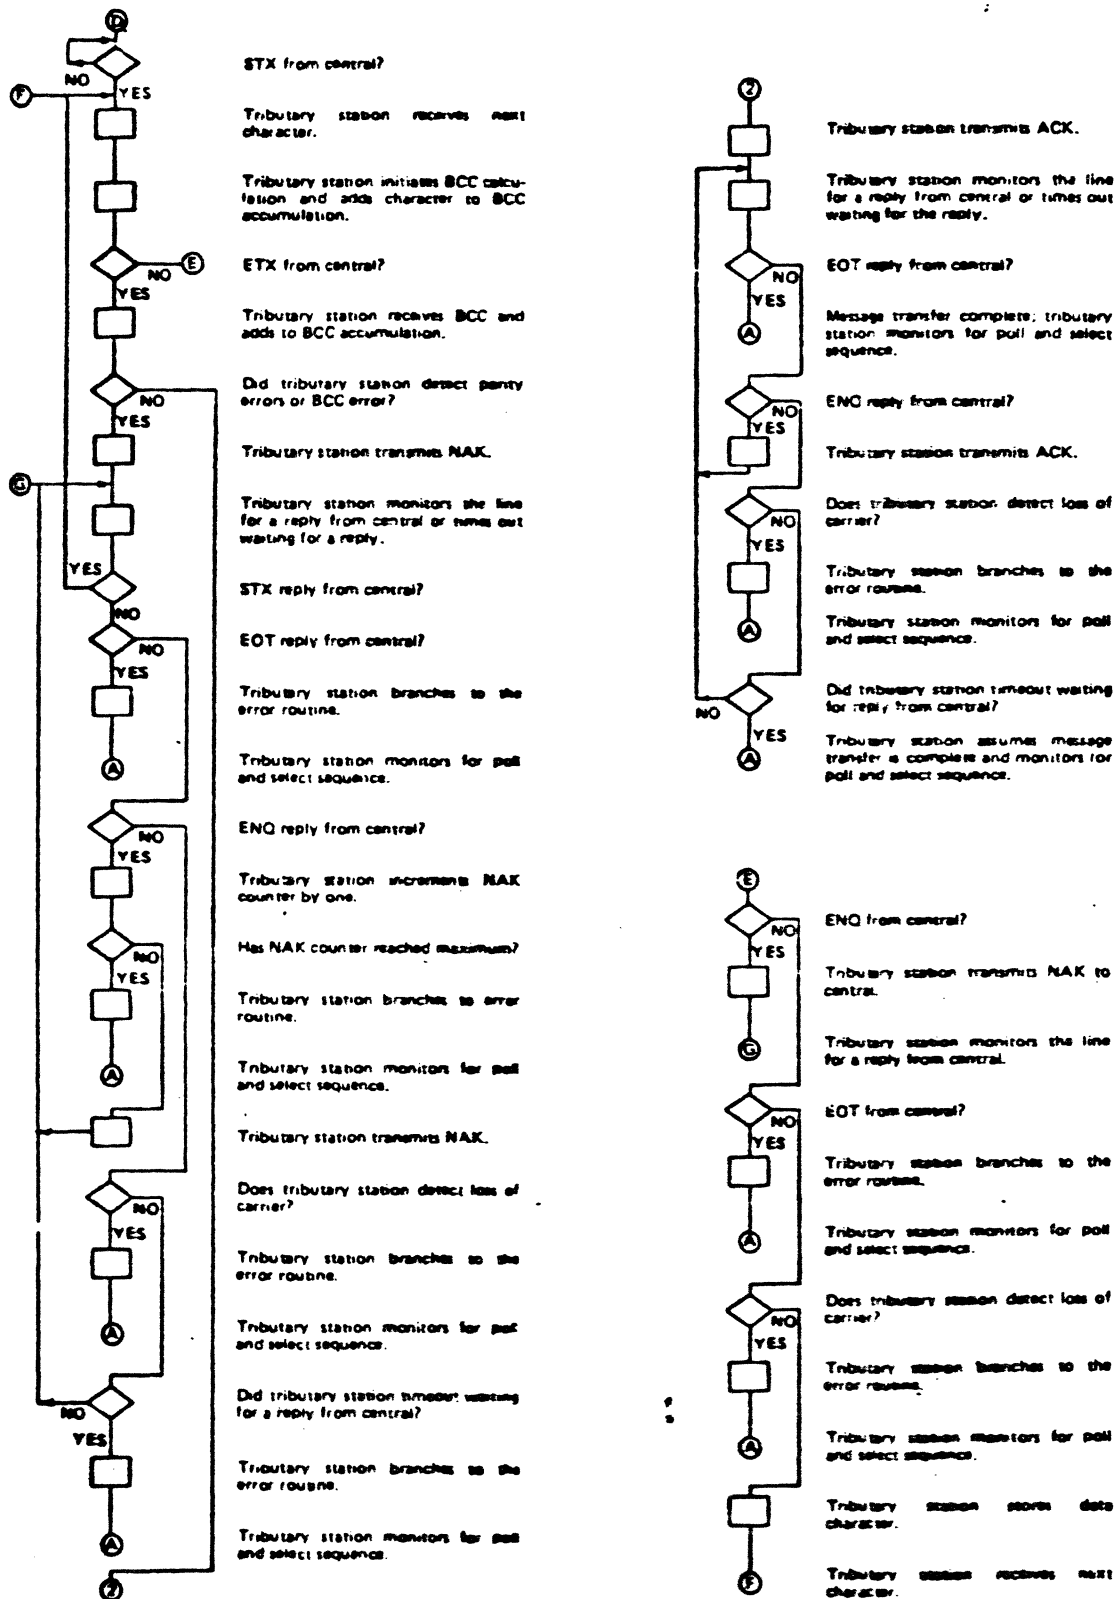 D
STX from central?
NO
YES
F
Tributary station receives next
character.
Tributary station initiates BCC calcu-
lation and adds character to BCC
accumulation.
ETX from central?
NO
E
YES
Tributary station receives BCC and
adds to BCC accumulation.
Did tributary station detect parity
errors or BCC error?
NO
YES
Tributary station transmits NAK.
G
Tributary station monitors the line
for a reply from central or times out
waiting for a reply.
YES
STX reply from central?
NO
EOT reply from central?
NO
YES
Tributary station branches to the
error routine.
A
Tributary station monitors for poll
and select sequence.
ENQ reply from central?
NO
YES
Tributary station increments NAK
counter by one.
Has NAK counter reached maximum?
NO
YES
Tributary station branches to error
routine.
A
Tributary station monitors for poll
and select sequence.
Tributary station transmits NAK.
Does tributary station detect loss of
carrier?
NO
YES
Tributary station branches to the
error routine.
A
Tributary station monitors for poll
and select sequence.
Did tributary station timeout waiting
for a reply from central?
NO
YES
Tributary station branches to the
error routine.
A
Tributary station monitors for poll
and select sequence.
2
2
Tributary station transmits ACK.
Tributary station monitors the line
for a reply from central or times out
waiting for the reply.
EOT reply from central?
NO
YES
A
Message transfer complete; tributary
station monitors for poll and select
sequence.
ENQ reply from central?
NO
YES
Tributary station transmits ACK.
Does tributary station detect loss of
carrier?
NO
YES
Tributary station branches to the
error routine.
A
Tributary station monitors for poll
and select sequence.
Did tributary station timeout waiting
for reply from central?
NO
YES
A
Tributary station assumes message
transfer is complete and monitors for
poll and select sequence.
E
ENQ from central?
NO
YES
Tributary station transmits NAK to
central.
G
Tributary station monitors the line
for a reply from central.
EOT from central?
NO
YES
Tributary station branches to the
error routine.
A
Tributary station monitors for poll
and select sequence.
Does tributary station detect loss of
carrier?
NO
YES
Tributary station branches to the
error routine.
A
Tributary station monitors for poll
and select sequence.
Tributary station stores data
character.
F
Tributary station receives next
character.